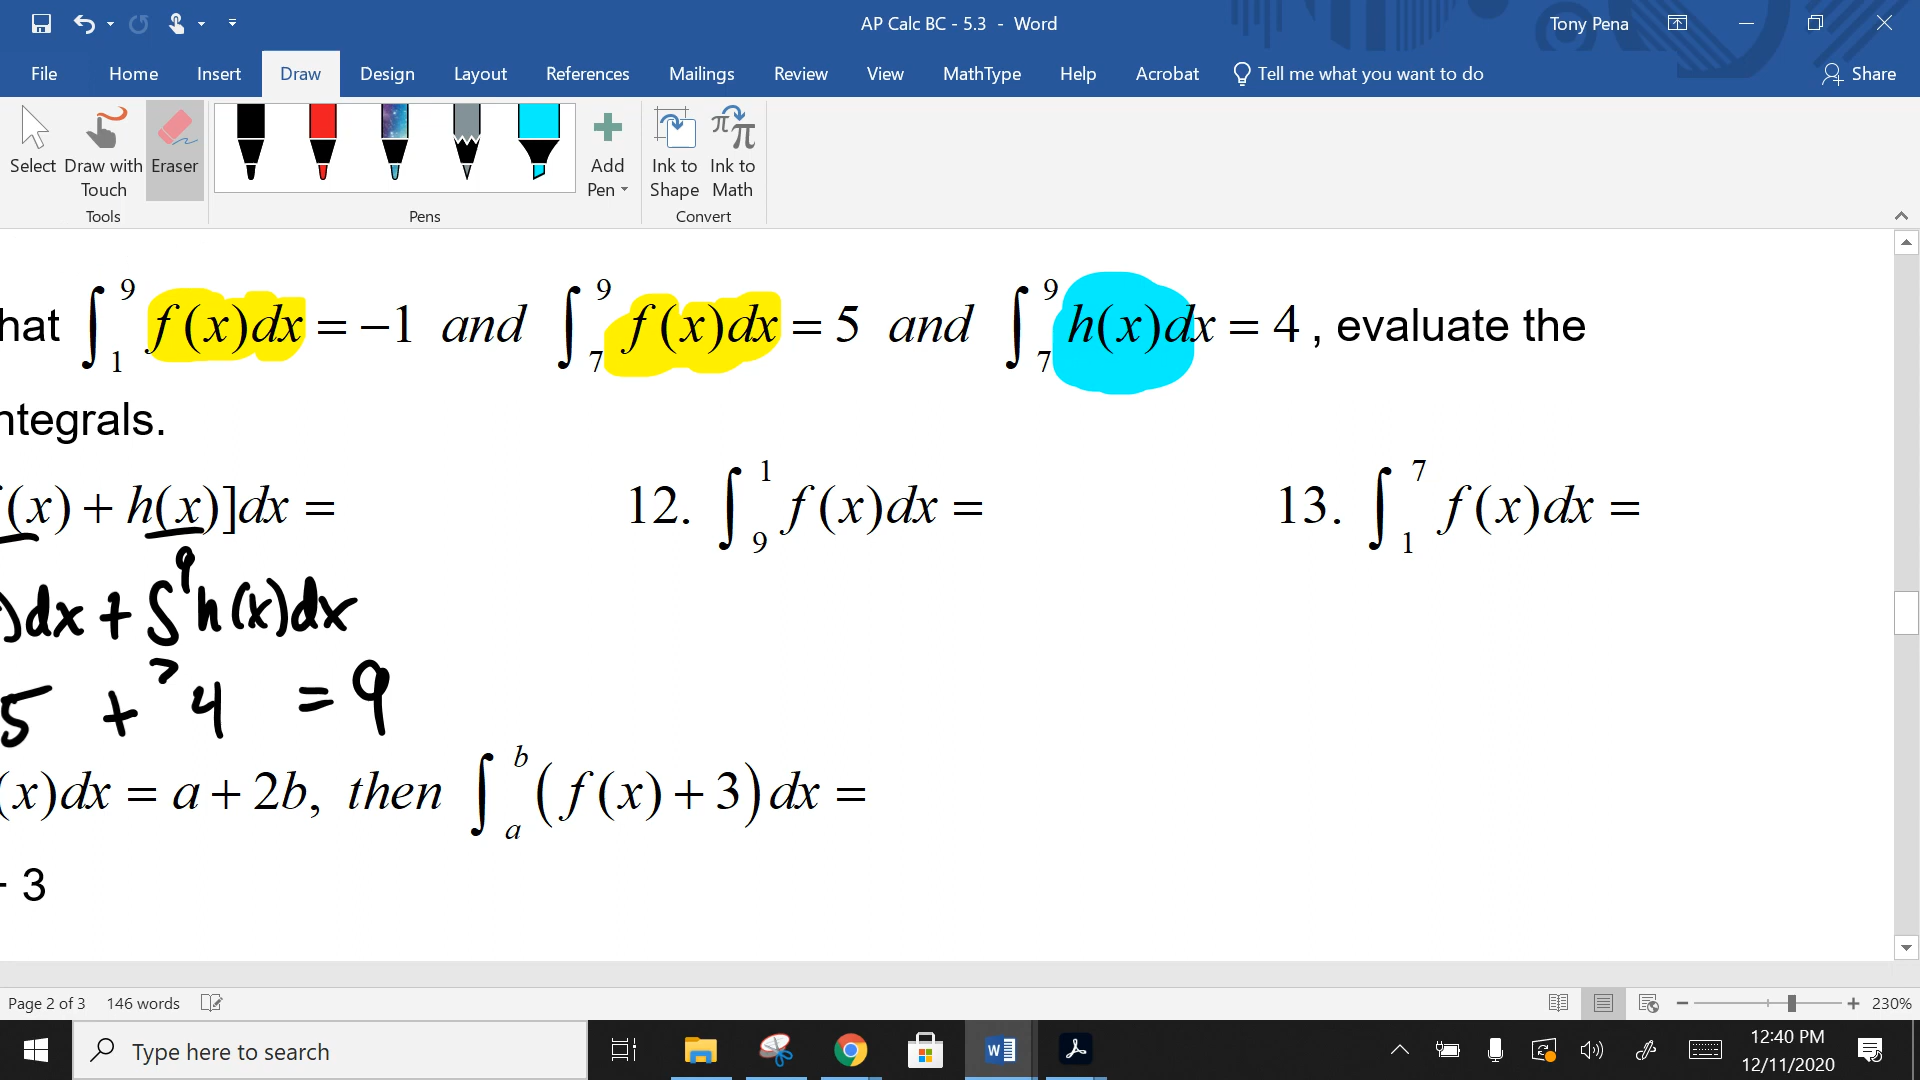 AP Calc BC - 5.3 - Word
Tony Pena
File Home Insert Draw Design Layout References Mailings Review View MathType Help Acrobat Tell me what you want to do Share
Select Draw with Touch Eraser Add Pen Ink to Shape Ink to Math
Tools Pens Convert
hat ∫₁⁹ f(x)dx = −1 and ∫₇⁹ f(x)dx = 5 and ∫₇⁹ h(x)dx = 4, evaluate the
ntegrals.
(x) + h(x)]dx =
12. ∫₉¹ f(x)dx =
13. ∫₁⁷ f(x)dx =
)dx + ∫₇⁹ h(x)dx
5 + 4 = 9
(x)dx = a + 2b, then ∫ₐᵇ (f(x) + 3)dx =
3
Page 2 of 3 146 words 230%
Type here to search
12:40 PM
12/11/2020